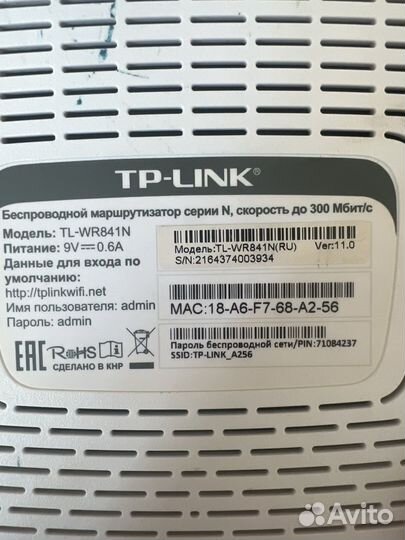 TP-LINK®
Беспроводной маршрутизатор серии N, скорость до 300 Мбит/с
Модель: TL-WR841N
Питание: 9V⎓0.6A
Данные для входа по
умолчанию:
http://tplinkwifi.net
Имя пользователя: admin
Пароль: admin
Модель:TL-WR841N(RU) Ver:11.0
S/N:2164374003934
MAC:18-A6-F7-68-A2-56
Пароль беспроводной сети/PIN:71084237
SSID:TP-LINK_A256
EAC RoHS
СДЕЛАНО В КНР
Avito